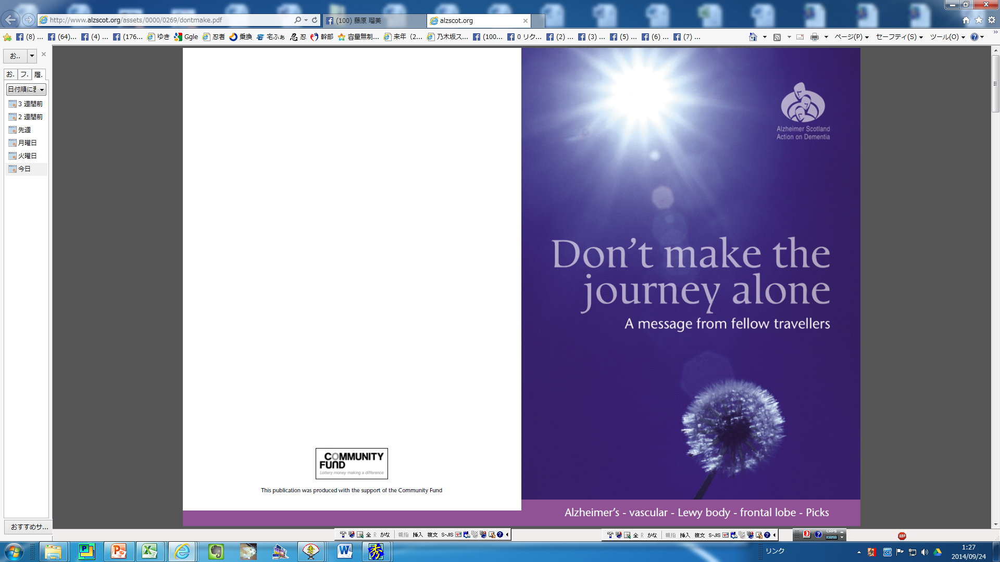 http://www.alzscot.org/assets/0000/0269/dontmake.pdf
(100) 藤原 瑠美
alzscot.org
(8) ...
(64)...
(4) ...
(176...
ゆき
Ggle
忍者
乗換
宅ふぁ
忍
幹部
容量無制...
来年（2...
乃木坂ス...
(100...
0 リク...
(2) ...
(3) ...
(5) ...
(6) ...
(7) ...
ページ(P)
セーフティ(S)
ツール(O)
お..
お.
フ.
履.
日付順に表
3 週間前
2 週間前
先週
月曜日
火曜日
今日
おすすめサ...
COMMUNITY
FUND
Lottery money making a difference
This publication was produced with the support of the Community Fund
Alzheimer Scotland
Action on Dementia
Don't make the
journey alone
A message from fellow travellers
Alzheimer's - vascular - Lewy body - frontal lobe - Picks
全 R かな 親指 挿入 複文 S-JIS
全 R かな 親指 挿入 複文 S-JIS
CAPS
KANA
ABP
リンク
1:27
2014/09/24